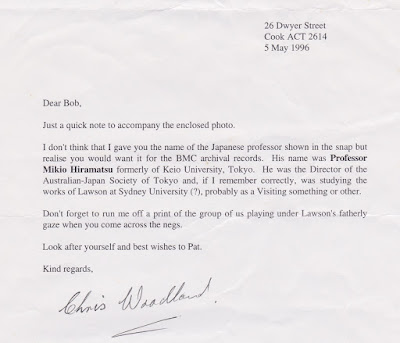 26 Dwyer Street
Cook ACT 2614
5 May 1996
Dear Bob,
Just a quick note to accompany the enclosed photo.
I don't think that I gave you the name of the Japanese professor shown in the snap but
realise you would want it for the BMC archival records. His name was Professor
Mikio Hiramatsu formerly of Keio University, Tokyo. He was the Director of the
Australian-Japan Society of Tokyo and, if I remember correctly, was studying the
works of Lawson at Sydney University (?), probably as a Visiting something or other.
Don't forget to run me off a print of the group of us playing under Lawson's fatherly
gaze when you come across the negs.
Look after yourself and best wishes to Pat.
Kind regards,
Chris Woodland.